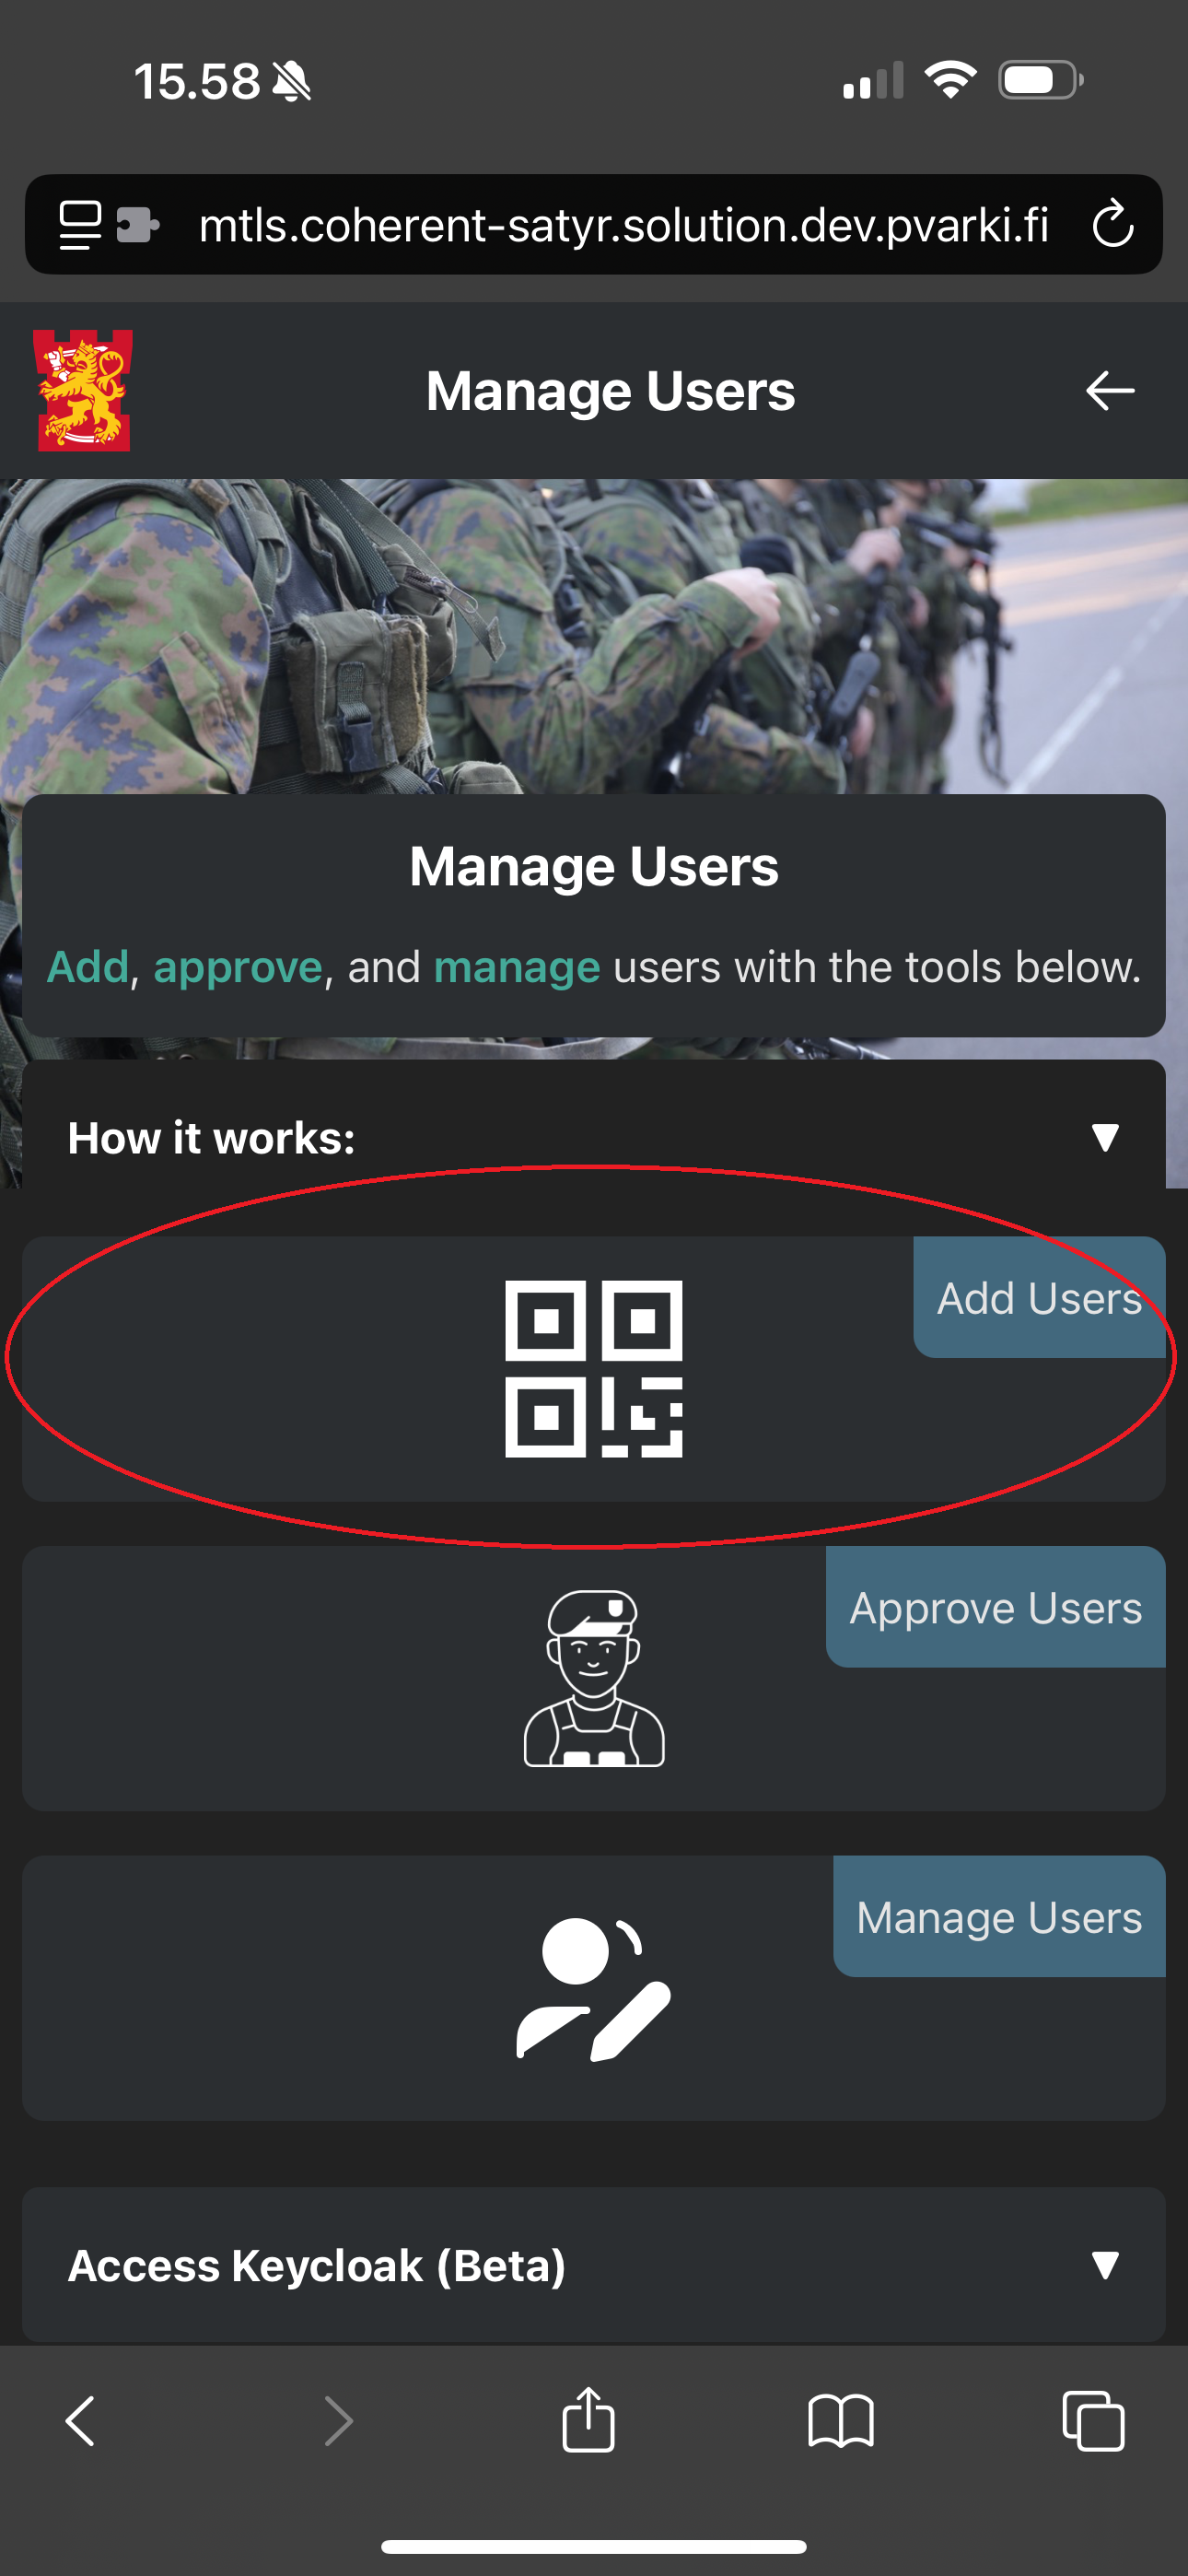 15.58
mtls.coherent-satyr.solution.dev.pvarki.fi
Manage Users
Manage Users
Add, approve, and manage users with the tools below.
How it works:
Add Users
Approve Users
Manage Users
Access Keycloak (Beta)